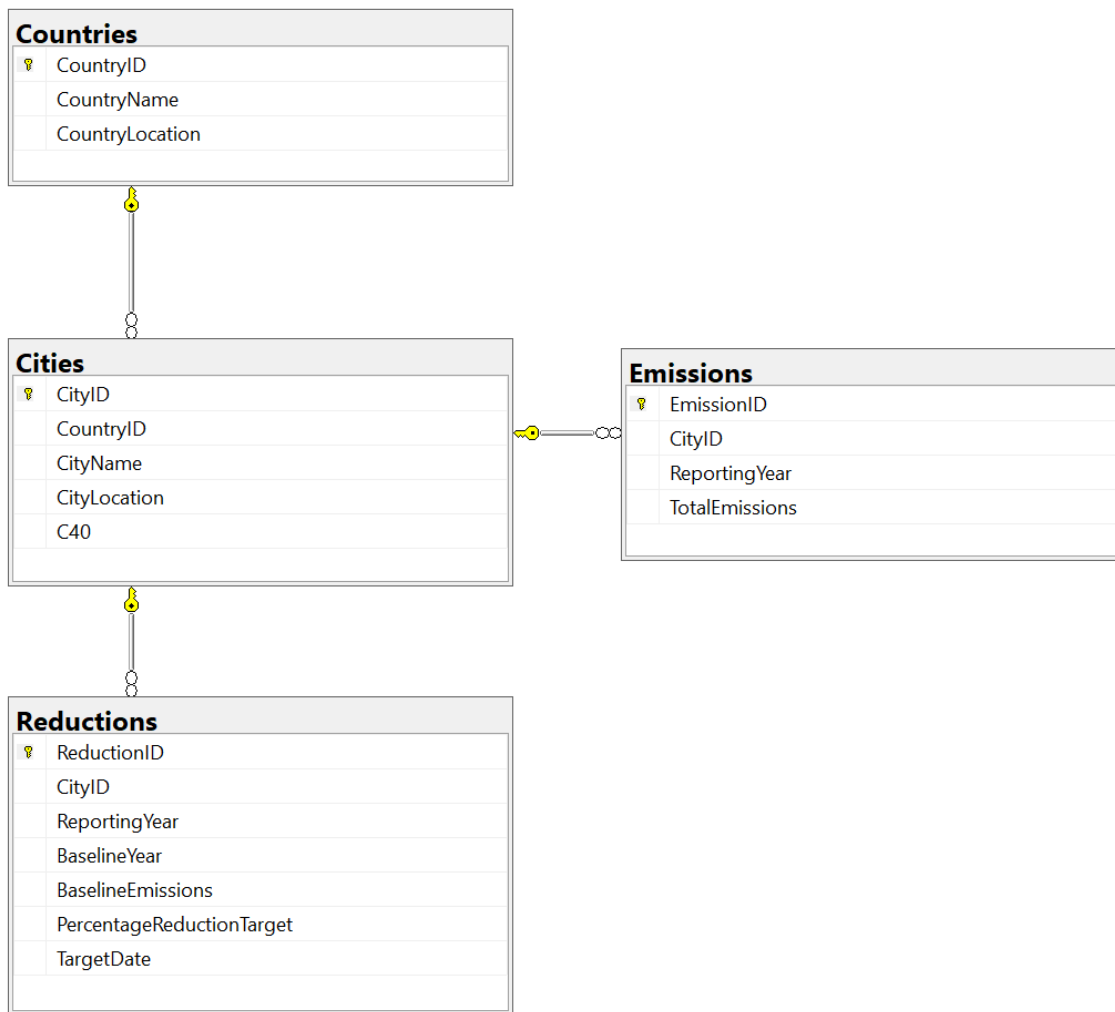 Countries
CountryID
CountryName
CountryLocation
Cities
CityID
CountryID
CityName
CityLocation
C40
Emissions
EmissionID
CityID
ReportingYear
TotalEmissions
Reductions
ReductionID
CityID
ReportingYear
BaselineYear
BaselineEmissions
PercentageReductionTarget
TargetDate